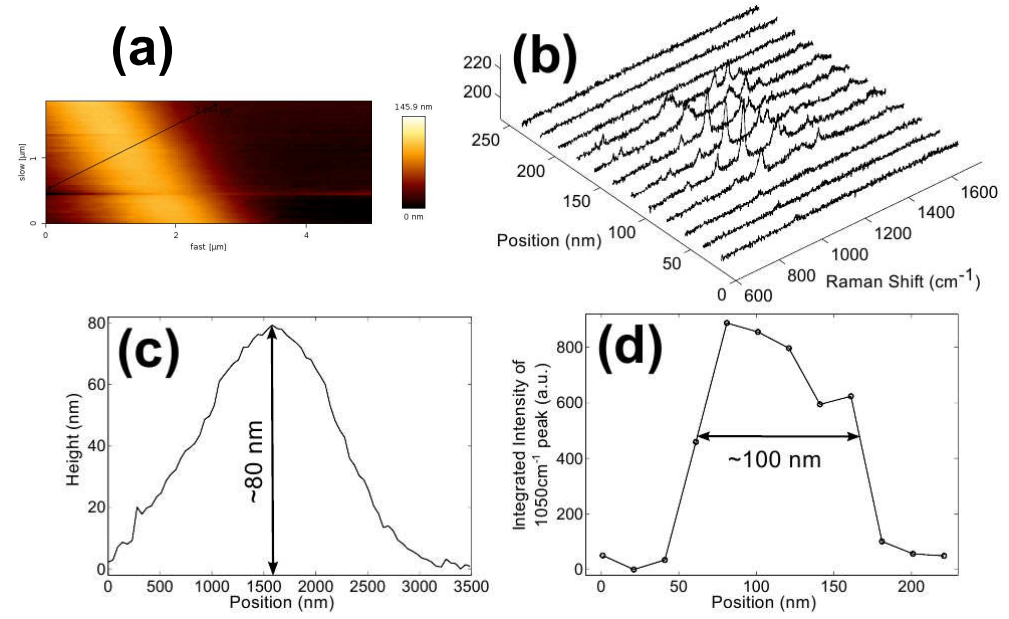 (a)
145.9 nm
0 nm
slow [µm]
1
0
0
2
4
fast [µm]
(b)
220
200
250
200
150
100
50
0
Position (nm)
600
800
1000
1200
1400
1600
Raman Shift (cm-1)
(c)
80
60
40
20
0
Height (nm)
~80 nm
0 500 1000 1500 2000 2500 3000 3500
Position (nm)
(d)
800
600
400
200
0
Integrated Intensity of
1050cm-1 peak (a.u.)
~100 nm
0 50 100 150 200
Position (nm)